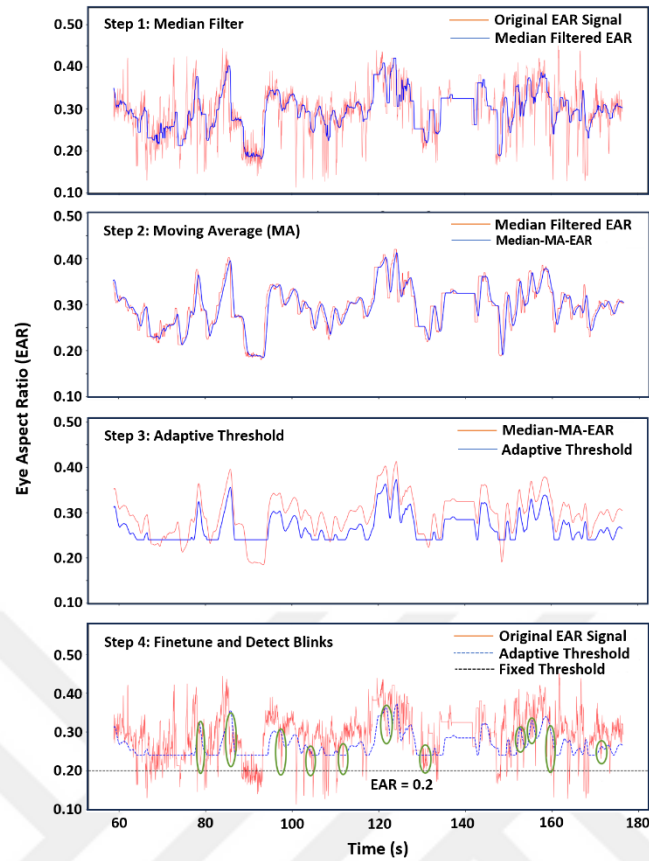 Step 1: Median Filter
Original EAR Signal
Median Filtered EAR
0.50
0.40
0.30
0.20
0.10
Step 2: Moving Average (MA)
Median Filtered EAR
Median-MA-EAR
0.50
0.40
0.30
0.20
0.10
Eye Aspect Ratio (EAR)
Step 3: Adaptive Threshold
Median-MA-EAR
Adaptive Threshold
0.50
0.40
0.30
0.20
0.10
Step 4: Finetune and Detect Blinks
Original EAR Signal
Adaptive Threshold
Fixed Threshold
0.50
0.40
0.30
0.20
0.10
EAR = 0.2
60 80 100 120 140 160 180
Time (s)